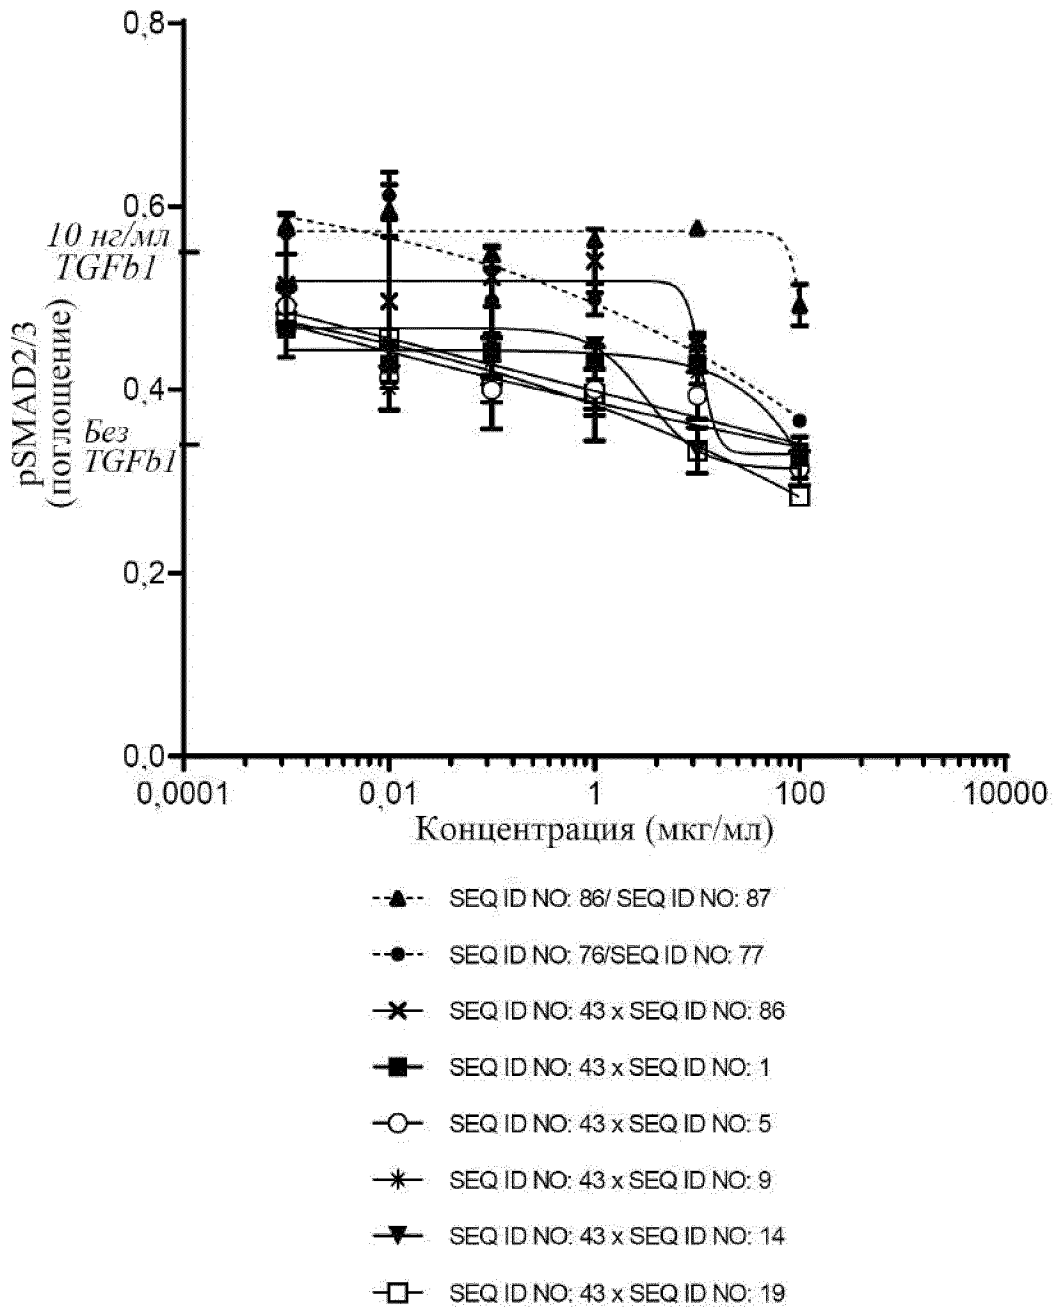 0,8
0,6
10 нг/мл
TGFb1
0,4
Без
TGFb1
0,2
0,0
pSMAD2/3
(поглощение)
0,0001
0,01
1
100
10000
Концентрация (мкг/мл)
SEQ ID NO: 86/ SEQ ID NO: 87
SEQ ID NO: 76/SEQ ID NO: 77
SEQ ID NO: 43 x SEQ ID NO: 86
SEQ ID NO: 43 x SEQ ID NO: 1
SEQ ID NO: 43 x SEQ ID NO: 5
SEQ ID NO: 43 x SEQ ID NO: 9
SEQ ID NO: 43 x SEQ ID NO: 14
SEQ ID NO: 43 x SEQ ID NO: 19